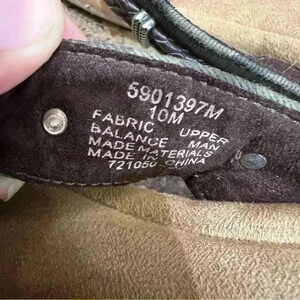 5901397M
10M
FABRIC UPPER
BALANCE MAN
MADE MATERIALS
MADE IN CHINA
721050